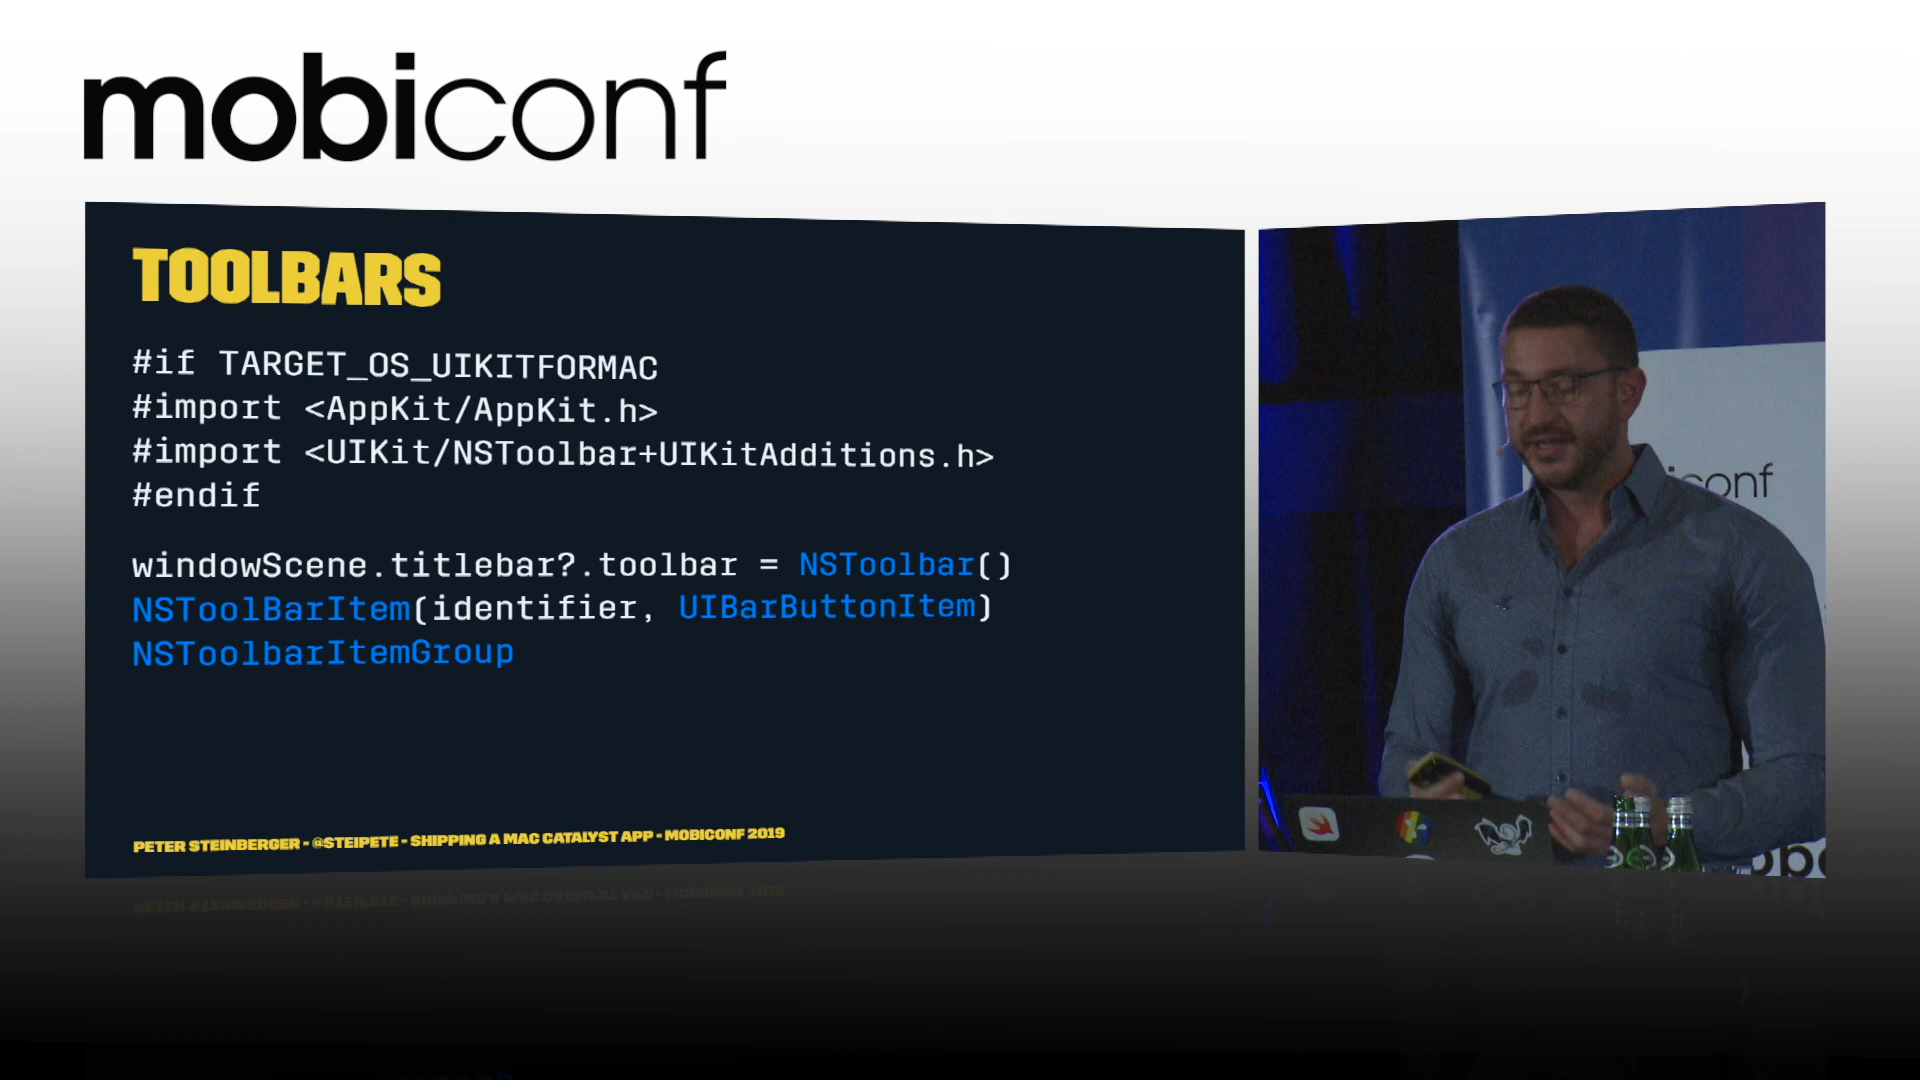 mobiconf
TOOLBARS
#if TARGET_OS_UIKITFORMAC
#import <AppKit/AppKit.h>
#import <UIKit/NSToolbar+UIKitAdditions.h>
#endif
windowScene.titlebar?.toolbar = NSToolbar()
NSToolBarItem(identifier, UIBarButtonItem)
NSToolbarItemGroup
PETER STEINBERGER - @STEIPETE - SHIPPING A MAC CATALYST APP - MOBICONF 2019
conf